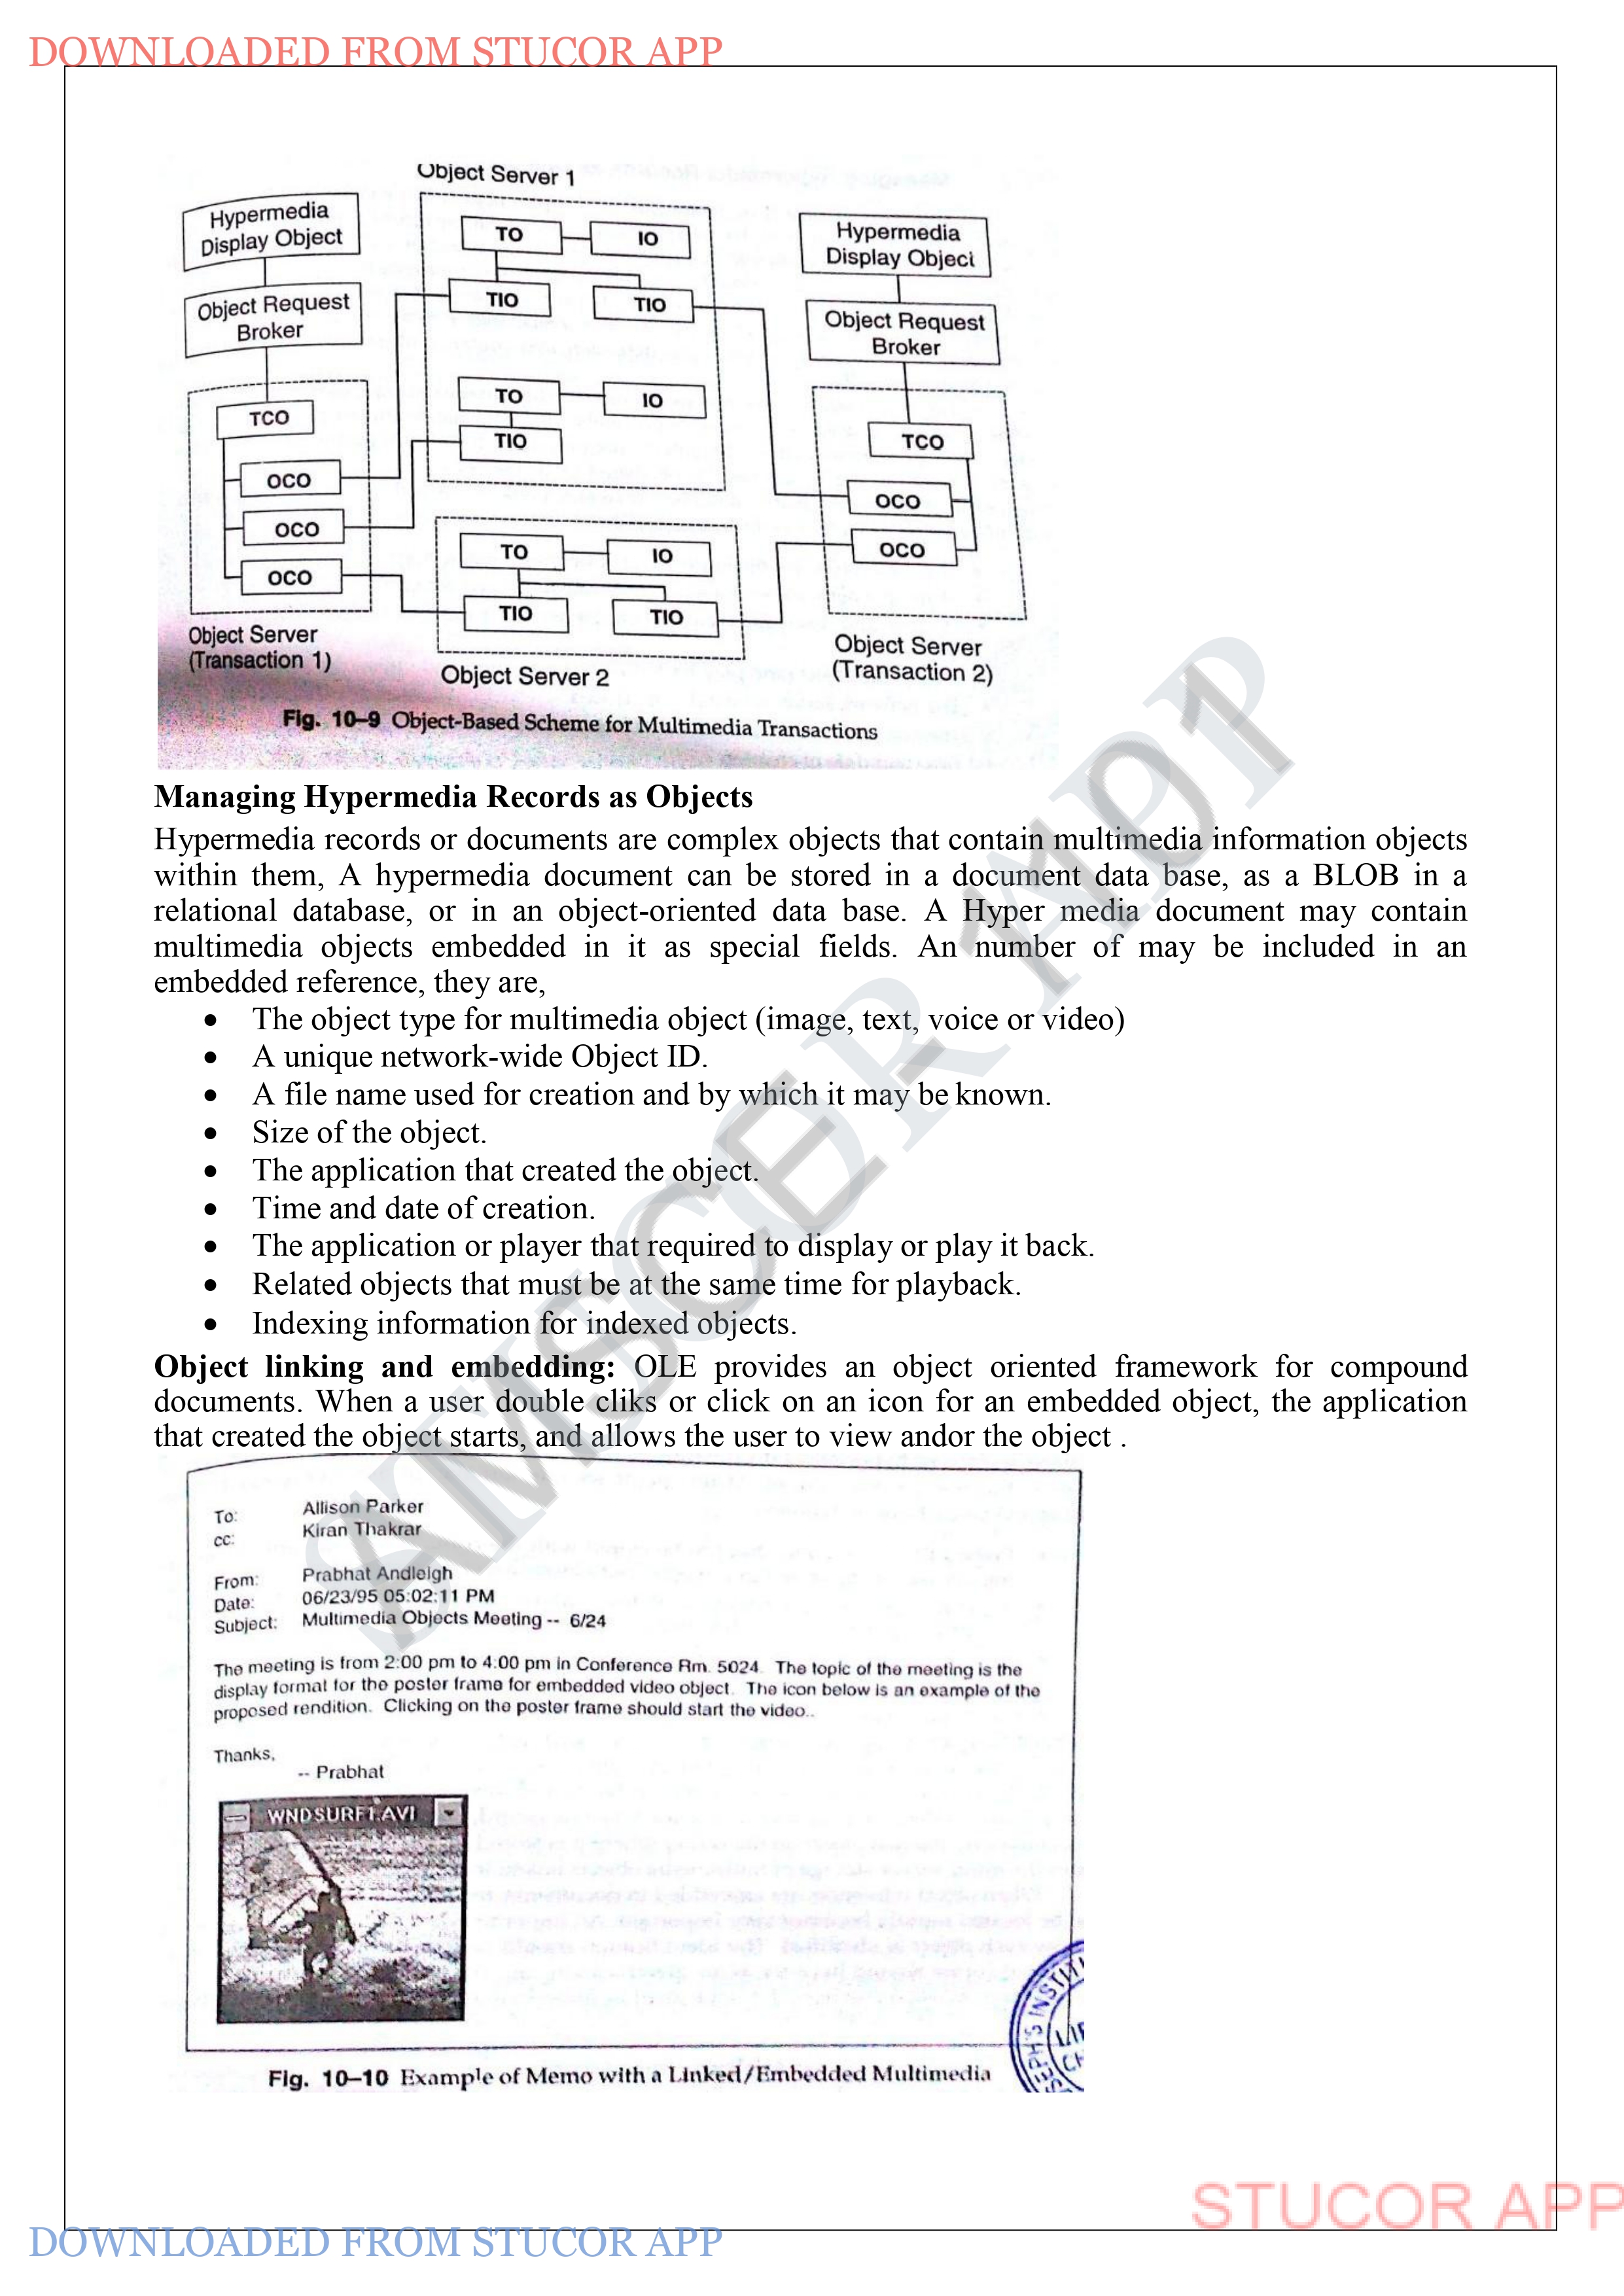 DOWNLOADED FROM STUCOR APP
Object Server 1
Hypermedia
Display Object
Object Request
Broker
TCO
OCO
OCO
OCO
Object Server
(Transaction 1)
TO
IO
TIO
TIO
TO
IO
TIO
TO
IO
TIO
TIO
Object Server 2
Hypermedia
Display Object
Object Request
Broker
TCO
OCO
OCO
Object Server
(Transaction 2)
Fig. 10–9 Object-Based Scheme for Multimedia Transactions
Managing Hypermedia Records as Objects
Hypermedia records or documents are complex objects that contain multimedia information objects
within them, A hypermedia document can be stored in a document data base, as a BLOB in a
relational database, or in an object-oriented data base. A Hyper media document may contain
multimedia objects embedded in it as special fields. An number of may be included in an
embedded reference, they are,
• The object type for multimedia object (image, text, voice or video)
• A unique network-wide Object ID.
• A file name used for creation and by which it may be known.
• Size of the object.
• The application that created the object.
• Time and date of creation.
• The application or player that required to display or play it back.
• Related objects that must be at the same time for playback.
• Indexing information for indexed objects.
Object linking and embedding: OLE provides an object oriented framework for compound
documents. When a user double cliks or click on an icon for an embedded object, the application
that created the object starts, and allows the user to view andor the object .
To: Allison Parker
cc: Kiran Thakrar
From: Prabhat Andleigh
Date: 06/23/95 05:02:11 PM
Subject: Multimedia Objects Meeting -- 6/24
The meeting is from 2:00 pm to 4:00 pm in Conference Rm. 5024. The topic of the meeting is the
display format for the poster frame for embedded video object. The icon below is an example of the
proposed rendition. Clicking on the poster frame should start the video..
Thanks,
-- Prabhat
WNDSURF1.AVI
Fig. 10–10 Example of Memo with a Linked/Embedded Multimedia
AMSCE 1101
STUCOR APP
STUCOR APP
DOWNLOADED FROM STUCOR APP